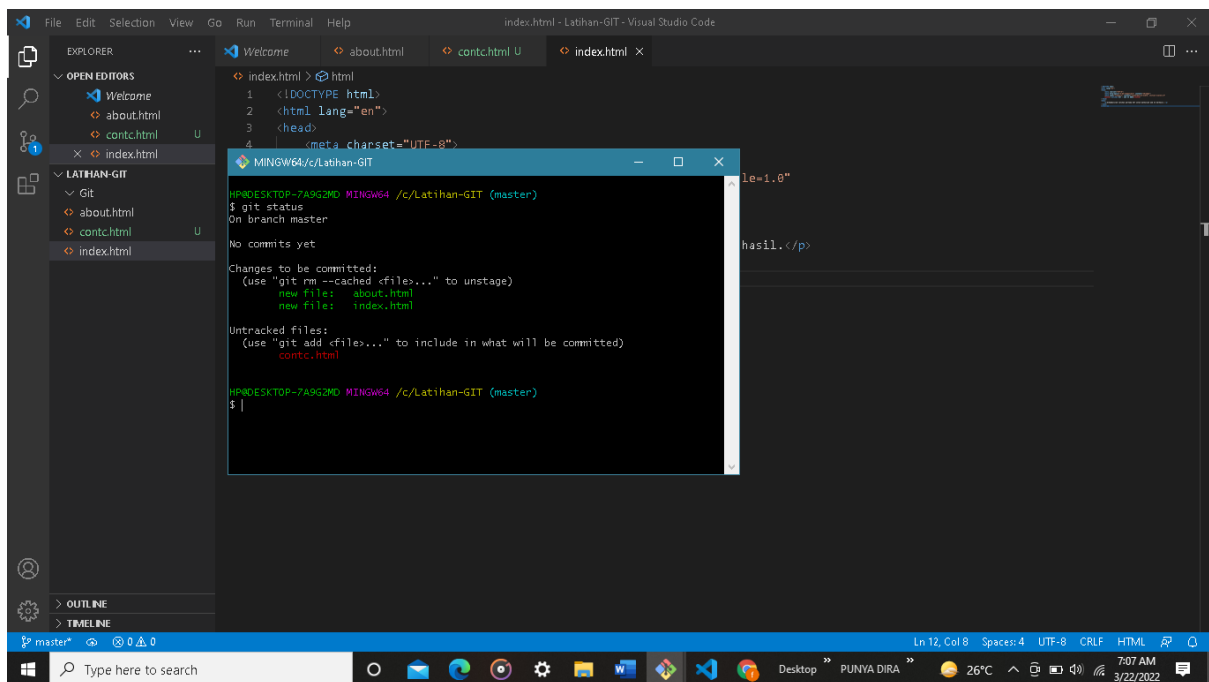 File Edit Selection View Go Run Terminal Help
index.html - Latihan-GIT - Visual Studio Code
EXPLORER
Welcome
about.html
contc.html U
index.html
OPEN EDITORS
Welcome
about.html
contc.html U
index.html
LATIHAN-GIT
Git
about.html
contc.html U
index.html
OUTLINE
TIMELINE
index.html > html
1 <!DOCTYPE html>
2 <html lang="en">
3 <head>
4 <meta charset="UTF-8">
le=1.0"
hasil.</p>
MINGW64:/c/Latihan-GIT
HP@DESKTOP-7A9G2MD MINGW64 /c/Latihan-GIT (master)
$ git status
On branch master
No commits yet
Changes to be committed:
(use "git rm --cached <file>..." to unstage)
new file: about.html
new file: index.html
Untracked files:
(use "git add <file>..." to include in what will be committed)
contc.html
HP@DESKTOP-7A9G2MD MINGW64 /c/Latihan-GIT (master)
$
1
master* 0 0
Ln 12, Col 8 Spaces: 4 UTF-8 CRLF HTML
Type here to search
Desktop » PUNYA DIRA »
26°C
7:07 AM
3/22/2022